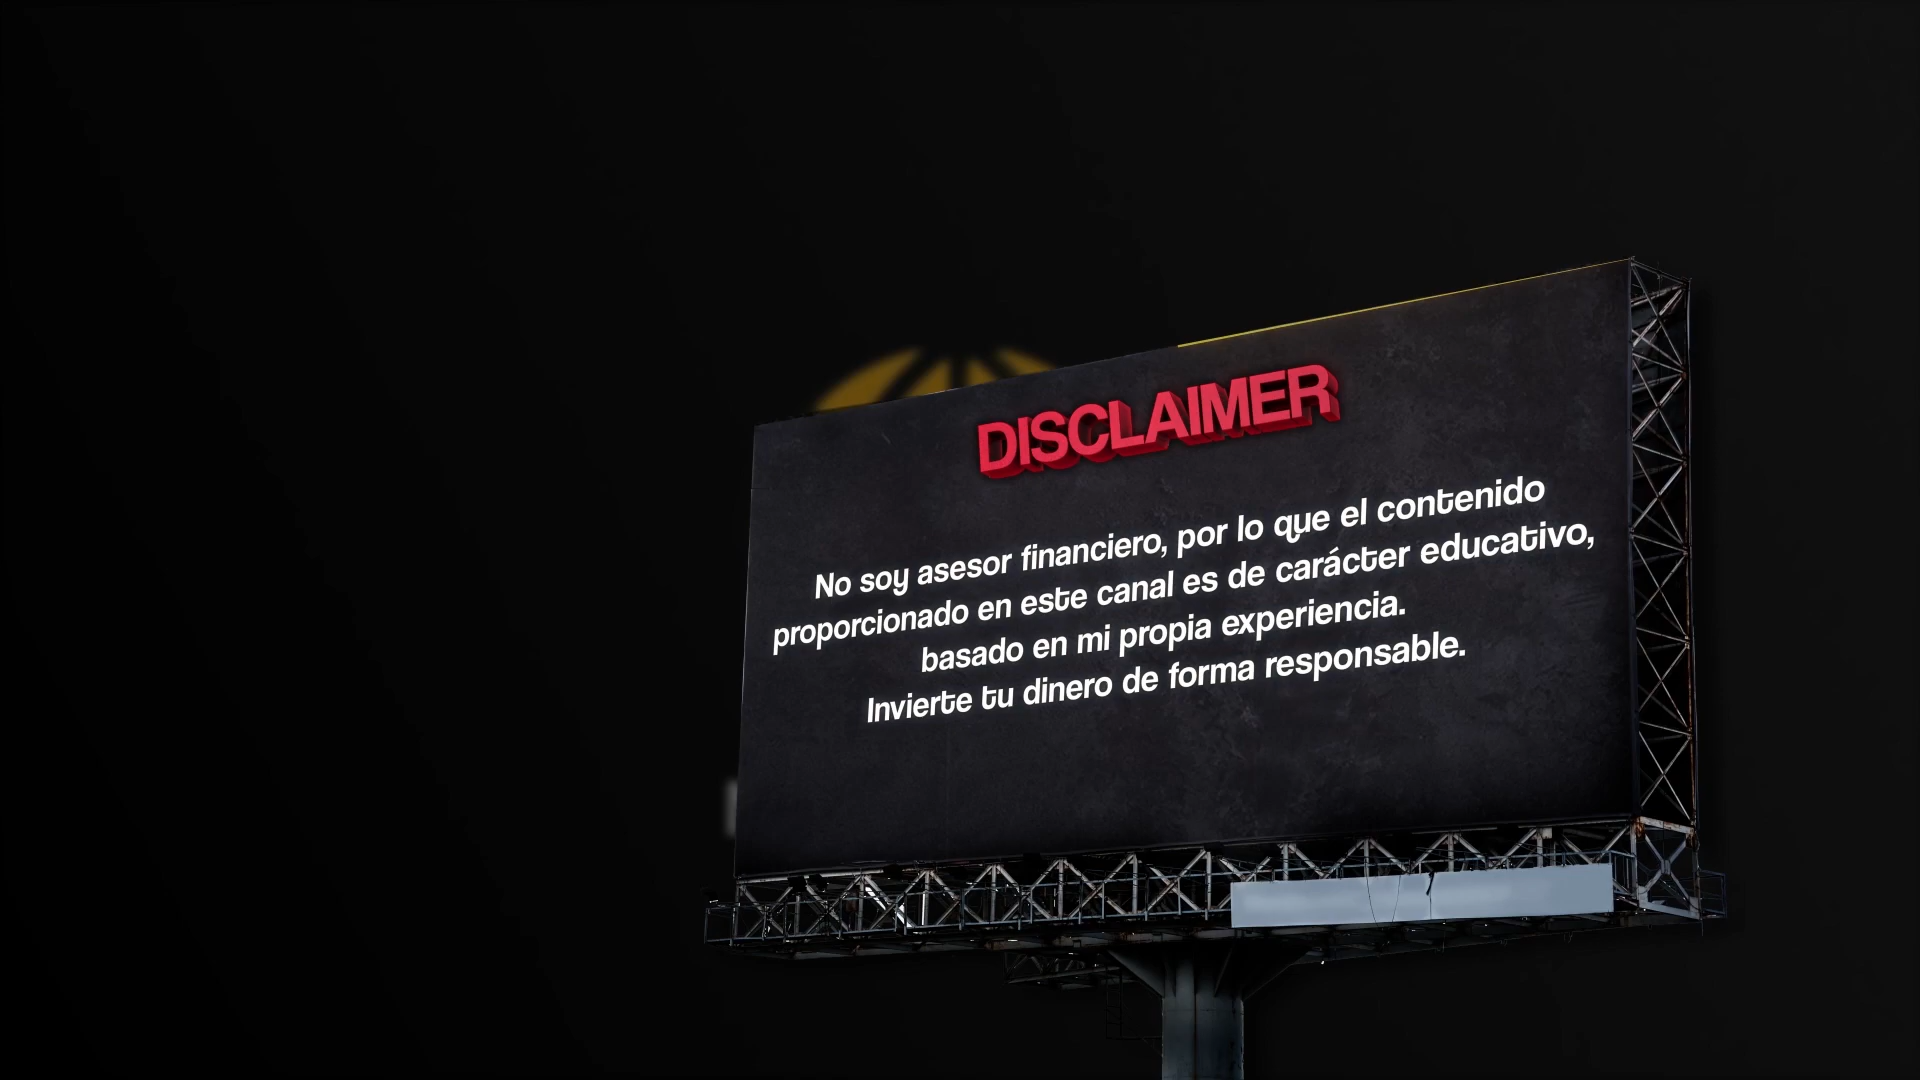 DISCLAIMER
No soy asesor financiero, por lo que el contenido
proporcionado en este canal es de carácter educativo,
basado en mi propia experiencia.
Invierte tu dinero de forma responsable.